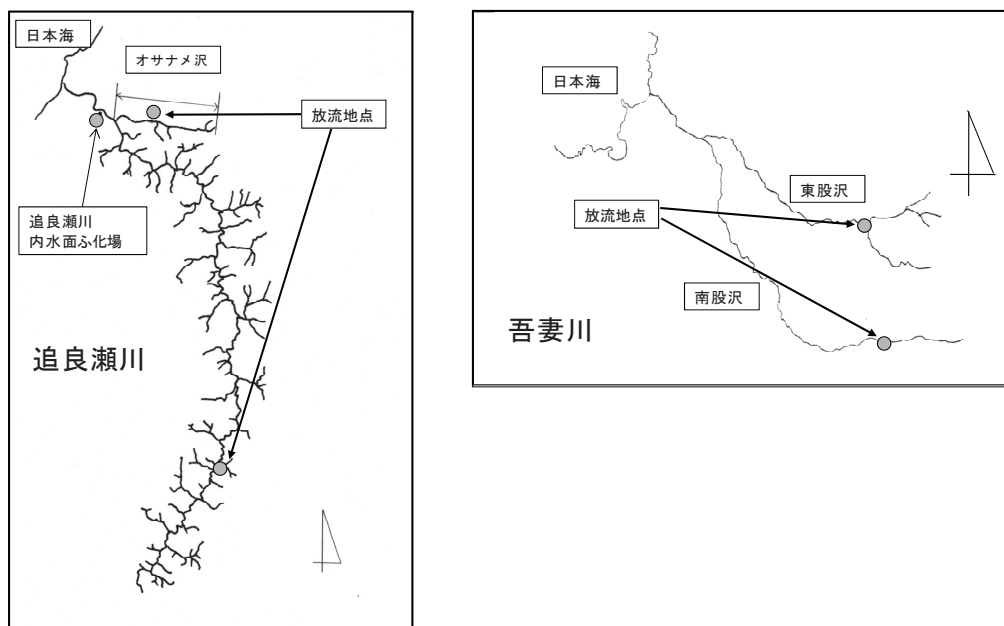 日本海
オサナメ沢
放流地点
追良瀬川
内水面ふ化場
追良瀬川
日本海
東股沢
放流地点
南股沢
吾妻川